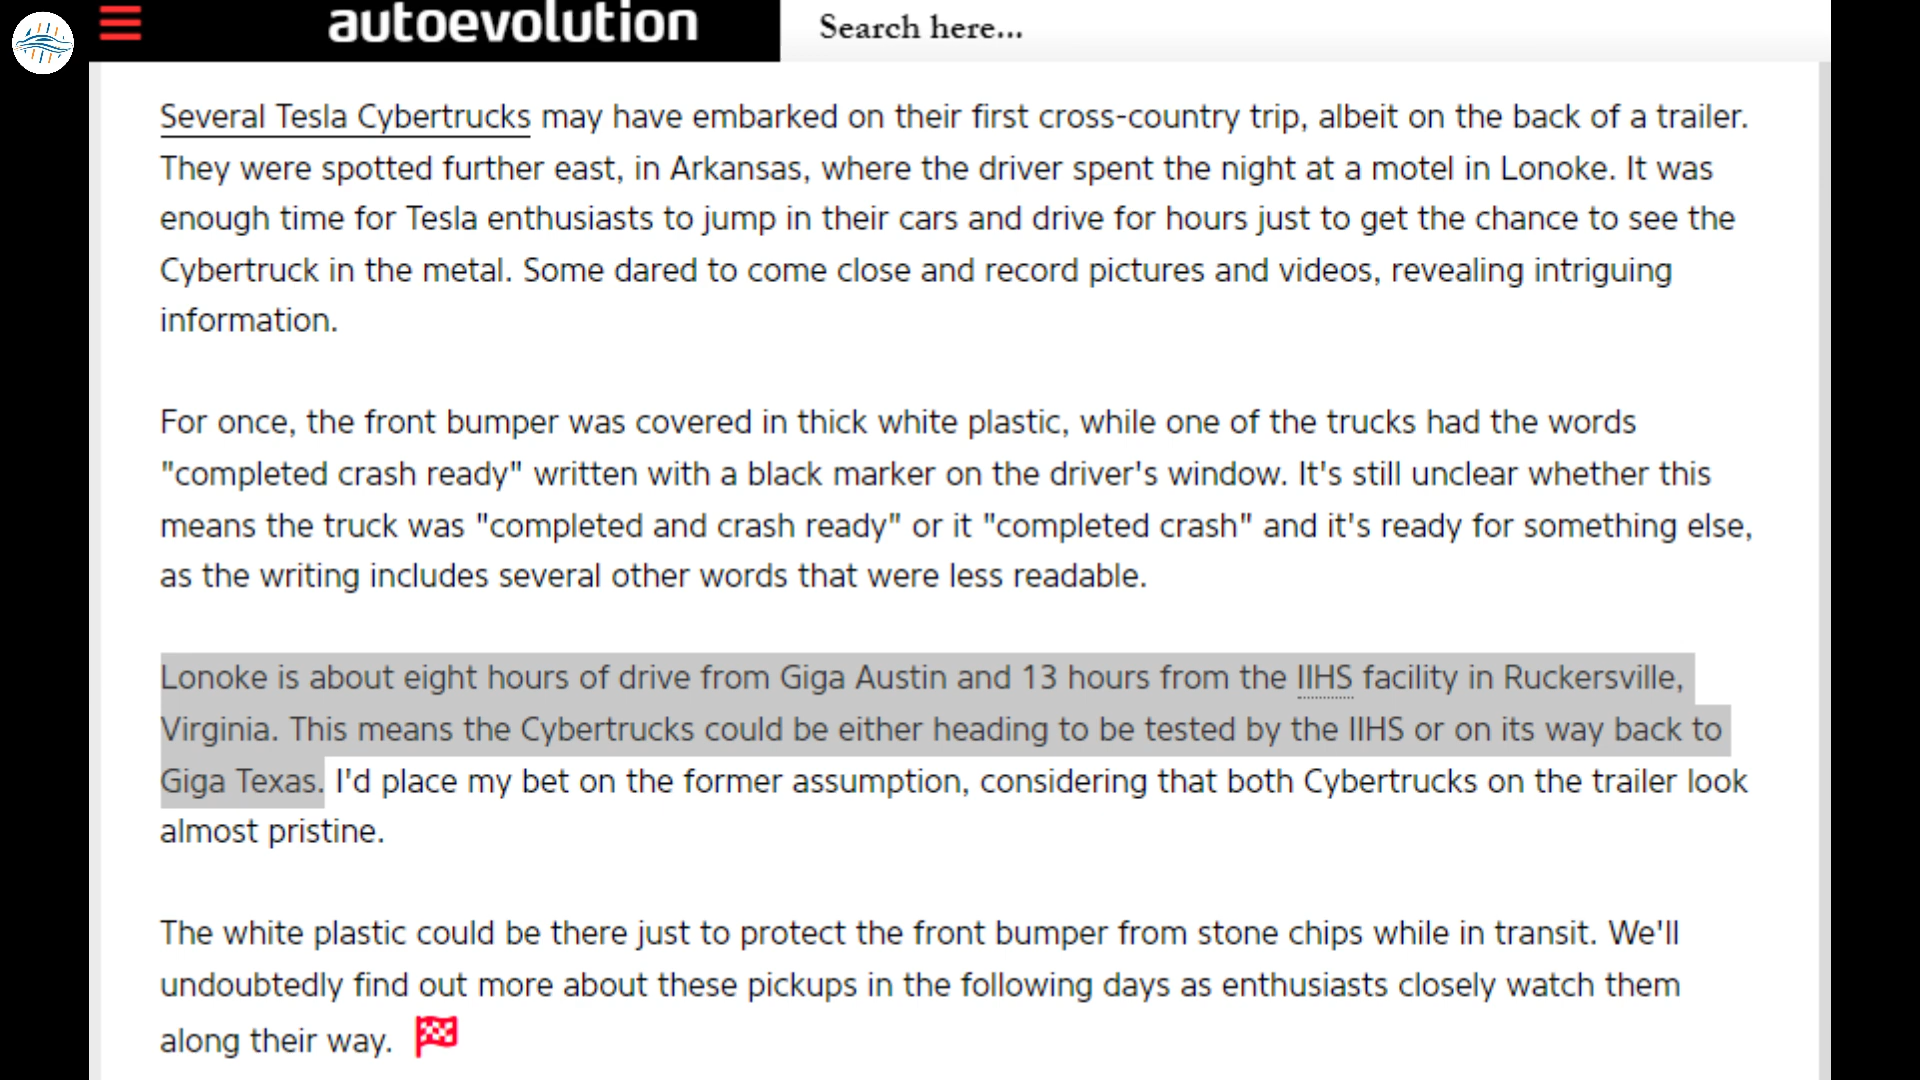 autoevolution
Search here...
Several Tesla Cybertrucks may have embarked on their first cross-country trip, albeit on the back of a trailer.
They were spotted further east, in Arkansas, where the driver spent the night at a motel in Lonoke. It was
enough time for Tesla enthusiasts to jump in their cars and drive for hours just to get the chance to see the
Cybertruck in the metal. Some dared to come close and record pictures and videos, revealing intriguing
information.
For once, the front bumper was covered in thick white plastic, while one of the trucks had the words
"completed crash ready" written with a black marker on the driver's window. It's still unclear whether this
means the truck was "completed and crash ready" or it "completed crash" and it's ready for something else,
as the writing includes several other words that were less readable.
Lonoke is about eight hours of drive from Giga Austin and 13 hours from the IIHS facility in Ruckersville,
Virginia. This means the Cybertrucks could be either heading to be tested by the IIHS or on its way back to
Giga Texas. I'd place my bet on the former assumption, considering that both Cybertrucks on the trailer look
almost pristine.
The white plastic could be there just to protect the front bumper from stone chips while in transit. We'll
undoubtedly find out more about these pickups in the following days as enthusiasts closely watch them
along their way.